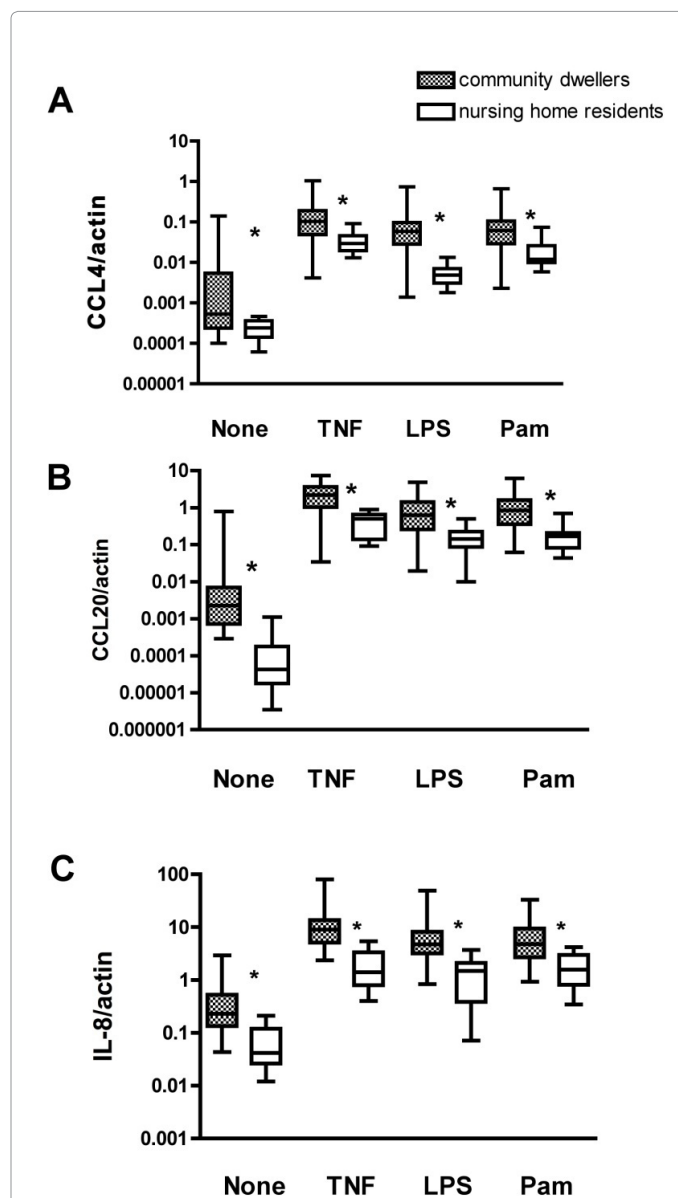 community dwellers
nursing home residents
A
10
1
0.1
0.01
0.001
0.0001
0.00001
CCL4/actin
* * * *
None TNF LPS Pam
B
10
1
0.1
0.01
0.001
0.0001
0.00001
0.000001
CCL20/actin
* * * *
None TNF LPS Pam
C
100
10
1
0.1
0.01
0.001
IL-8/actin
* * * *
None TNF LPS Pam